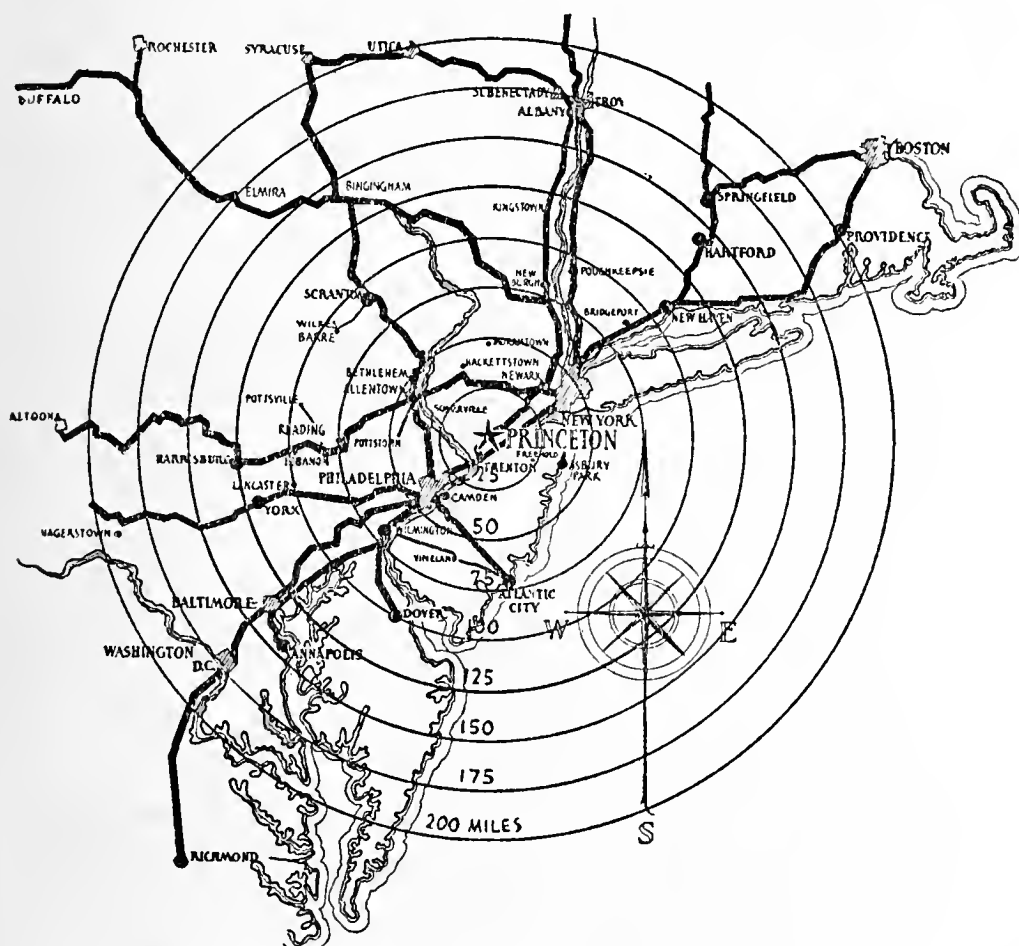 ROCHESTER
SYRACUSE
UTICA
BUFFALO
SCHENECTADY
ALBANY
TROY
BOSTON
ELMIRA
BINGINGHAM
KINGSTOWN
SPRINGFIELD
PROVIDENCE
HARTFORD
NEW
BURGH
POUGHKEEPSIE
SCRANTON
BRIDGEPORT
NEW HAVEN
WILKES
BARRE
HACKETTSTOWN
BETHLEHEM
NEWARK
ALLENTOWN
POTTSVILLE
SOMERVILLE
ALTOONA
NEW YORK
READING
POTTSTOWN
PRINCETON
FREEHOLD
HARRISBURG
LEBANON
TRENTON
ASBURY
PARK
PHILADELPHIA
25
LANCASTER
CAMDEN
YORK
50
HAGERSTOWN
WILMINGTON
VINELAND
75
ATLANTIC
CITY
BALTIMORE
DOVER
100
W
E
WASHINGTON
D.C.
ANNAPOLIS
125
150
175
200 MILES
S
RICHMOND